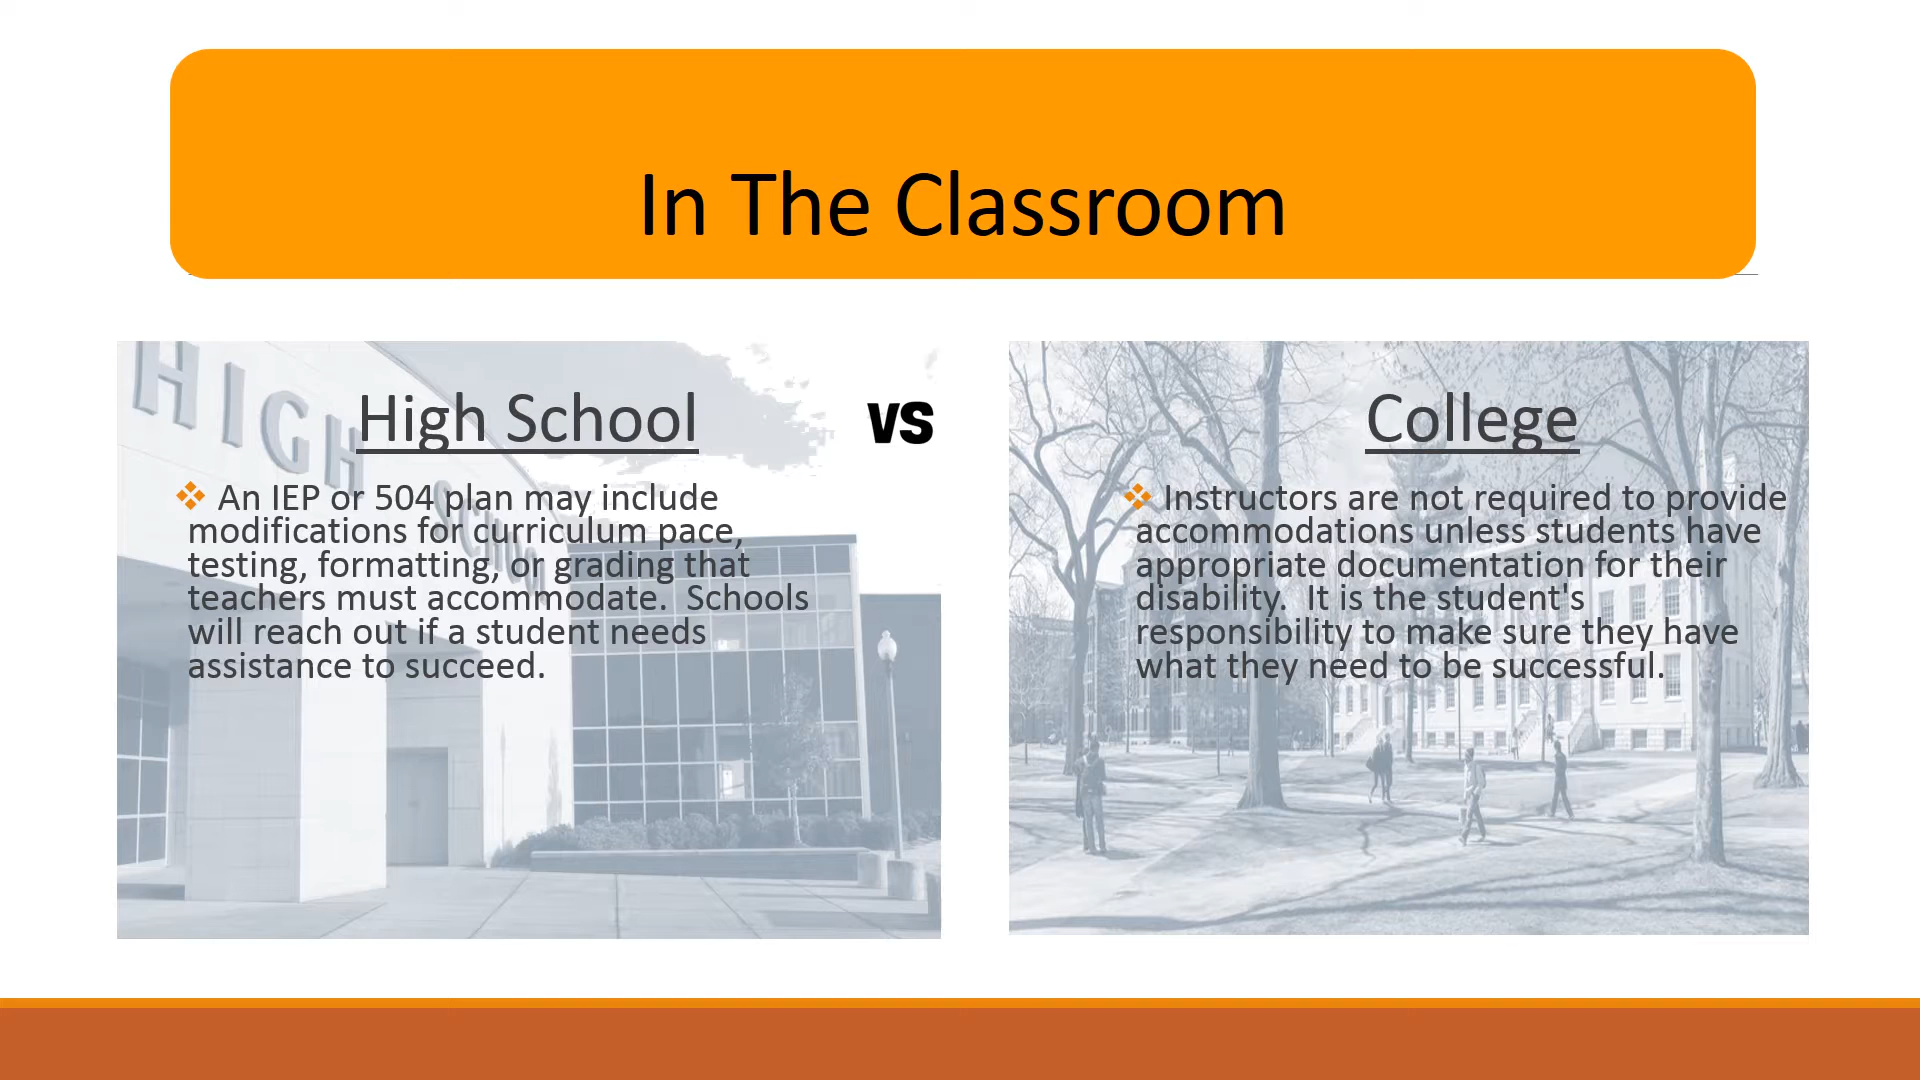 In The Classroom
High School
VS
College
An IEP or 504 plan may include
modifications for curriculum pace,
testing, formatting, or grading that
teachers must accommodate.  Schools
will reach out if a student needs
assistance to succeed.
Instructors are not required to provide
accommodations unless students have
appropriate documentation for their
disability.  It is the student's
responsibility to make sure they have
what they need to be successful.
HIGH